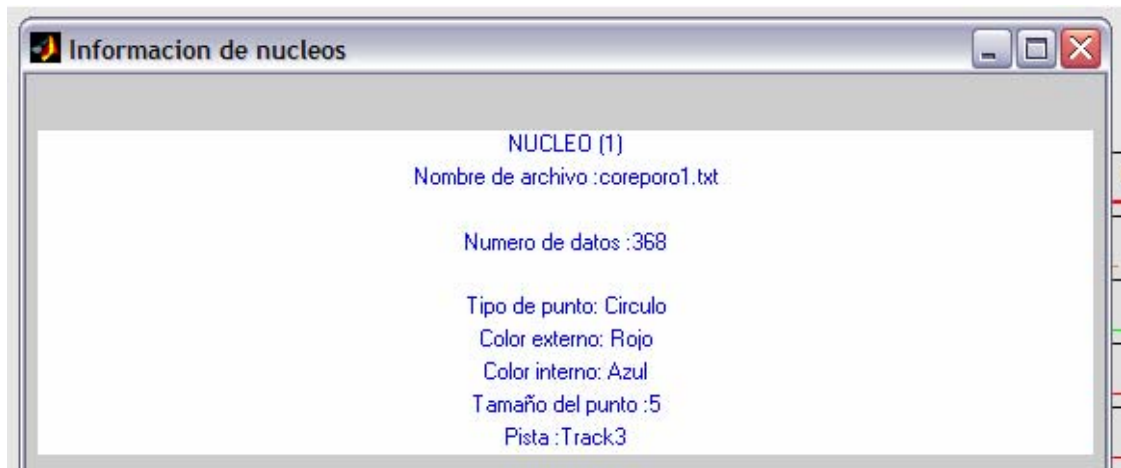 Informacion de nucleos
NUCLEO (1)
Nombre de archivo :coreporo1.txt
Numero de datos :368
Tipo de punto: Circulo
Color externo: Rojo
Color interno: Azul
Tamaño del punto :5
Pista :Track3